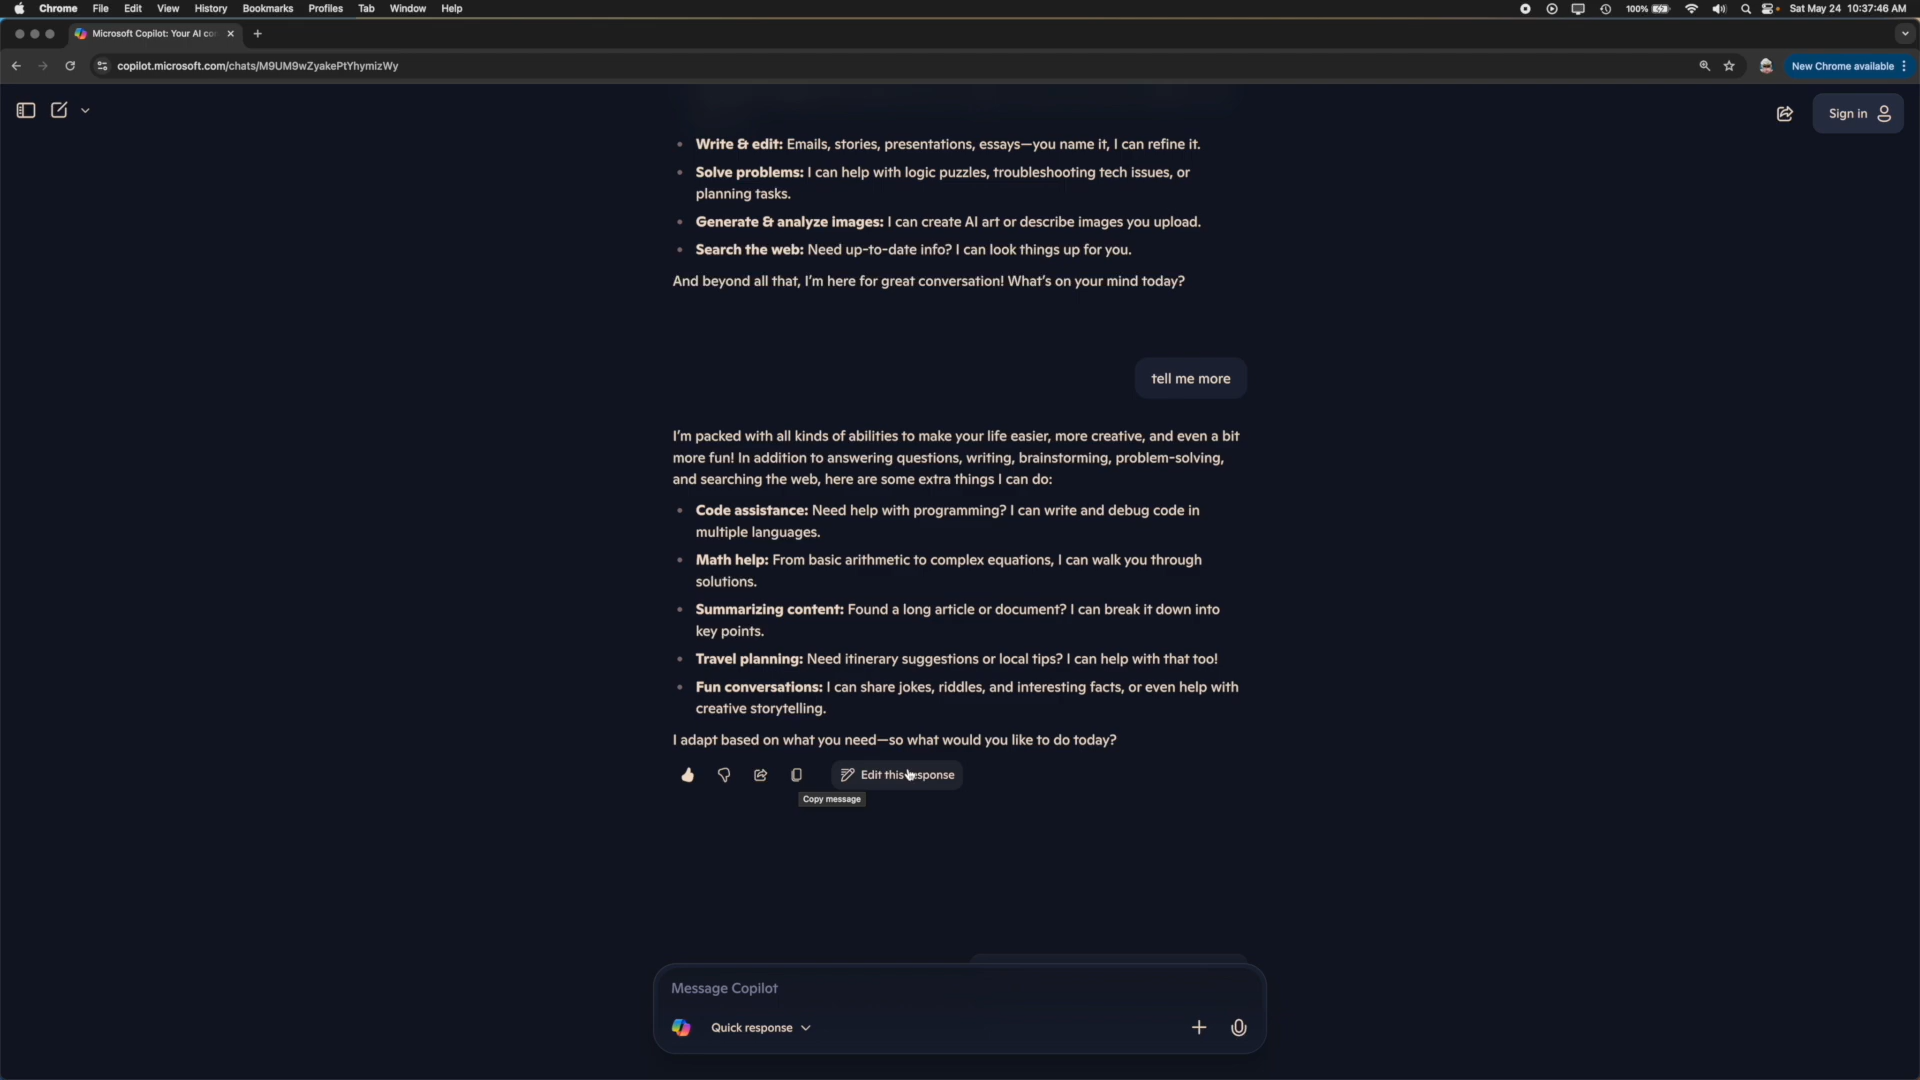 Chrome File Edit View History Bookmarks Profiles Tab Window Help
100% Sat May 24 10:37:46 AM
Microsoft Copilot: Your AI co
copilot.microsoft.com/chats/M9UM9wZyakePtYhymizWy
New Chrome available
Sign in
Write & edit: Emails, stories, presentations, essays—you name it, I can refine it.
Solve problems: I can help with logic puzzles, troubleshooting tech issues, or
planning tasks.
Generate & analyze images: I can create AI art or describe images you upload.
Search the web: Need up-to-date info? I can look things up for you.
And beyond all that, I'm here for great conversation! What's on your mind today?
tell me more
I'm packed with all kinds of abilities to make your life easier, more creative, and even a bit
more fun! In addition to answering questions, writing, brainstorming, problem-solving,
and searching the web, here are some extra things I can do:
Code assistance: Need help with programming? I can write and debug code in
multiple languages.
Math help: From basic arithmetic to complex equations, I can walk you through
solutions.
Summarizing content: Found a long article or document? I can break it down into
key points.
Travel planning: Need itinerary suggestions or local tips? I can help with that too!
Fun conversations: I can share jokes, riddles, and interesting facts, or even help with
creative storytelling.
I adapt based on what you need—so what would you like to do today?
Edit this response
Copy message
Message Copilot
Quick response